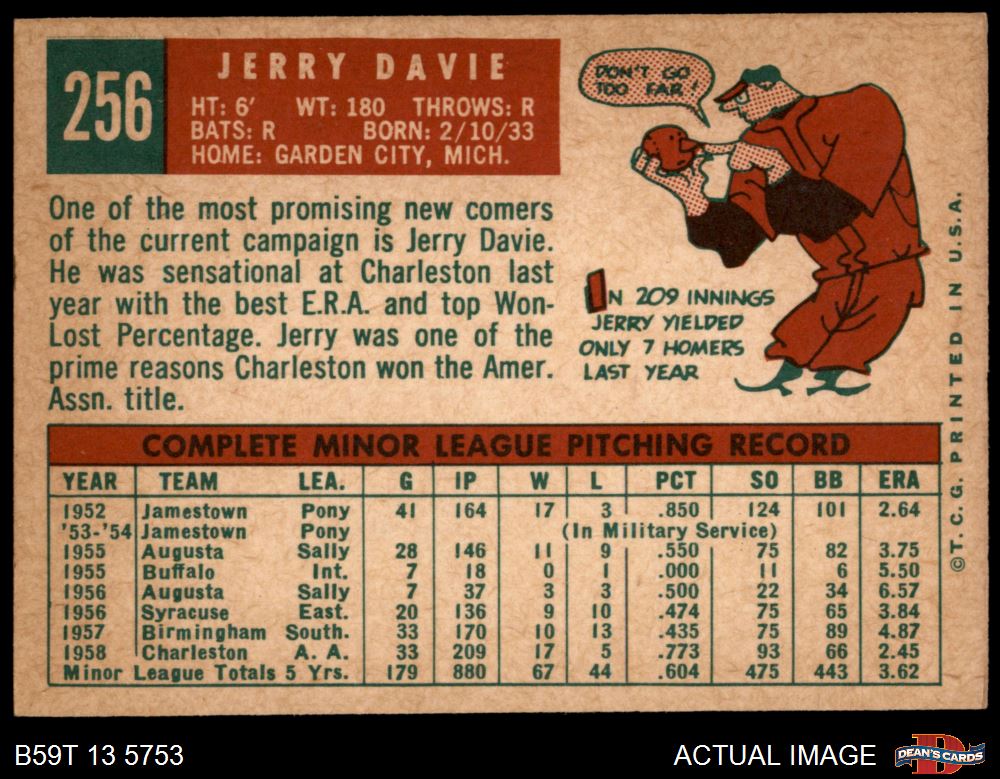 256
JERRY DAVIE
HT: 6' WT: 180 THROWS: R
BATS: R BORN: 2/10/33
HOME: GARDEN CITY, MICH.
DON'T GO
TOO FAR!
One of the most promising new comers
of the current campaign is Jerry Davie.
He was sensational at Charleston last
year with the best E.R.A. and top Won-
Lost Percentage. Jerry was one of the
prime reasons Charleston won the Amer.
Assn. title.
IN 209 INNINGS
JERRY YIELDED
ONLY 7 HOMERS
LAST YEAR
©T. C. G. PRINTED IN U.S.A.
COMPLETE MINOR LEAGUE PITCHING RECORD
YEAR TEAM LEA. G IP W L PCT SO BB ERA
1952 Jamestown Pony 41 164 17 3 .850 124 101 2.64
'53-'54 Jamestown Pony (In Military Service)
1955 Augusta Sally 28 146 11 9 .550 75 82 3.75
1955 Buffalo Int. 7 18 0 1 .000 11 6 5.50
1956 Augusta Sally 7 37 3 3 .500 22 34 6.57
1956 Syracuse East. 20 136 9 10 .474 75 65 3.84
1957 Birmingham South. 33 170 10 13 .435 75 89 4.87
1958 Charleston A. A. 33 209 17 5 .773 93 66 2.45
Minor League Totals 5 Yrs. 179 880 67 44 .604 475 443 3.62
B59T 13 5753
ACTUAL IMAGE
DEAN'S CARDS